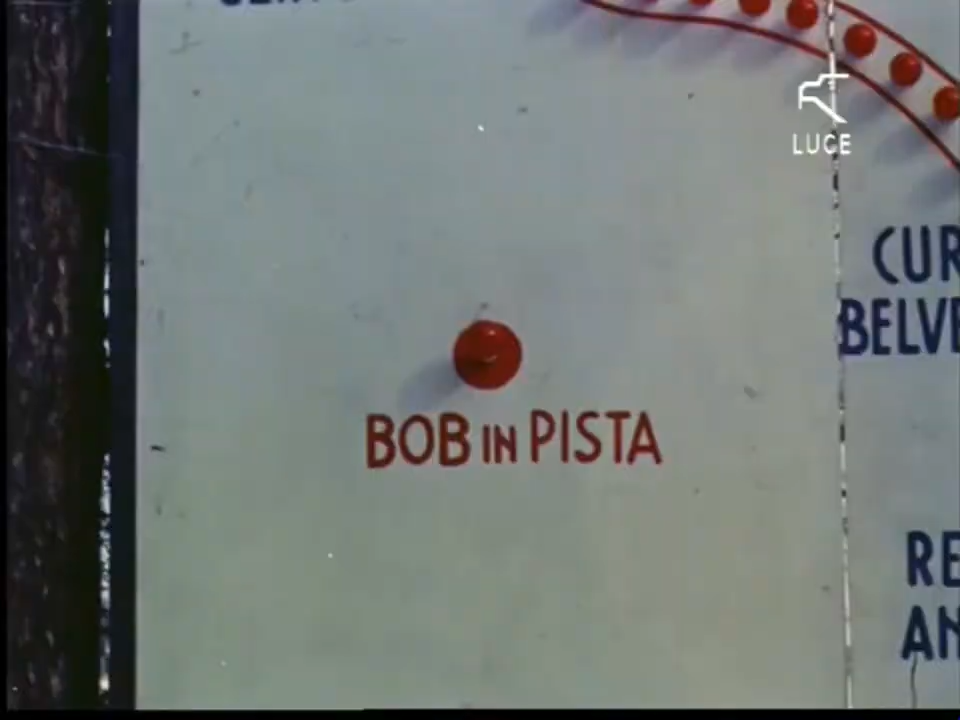 LUCE
CUR
BELVE
BOB IN PISTA
RE
AN